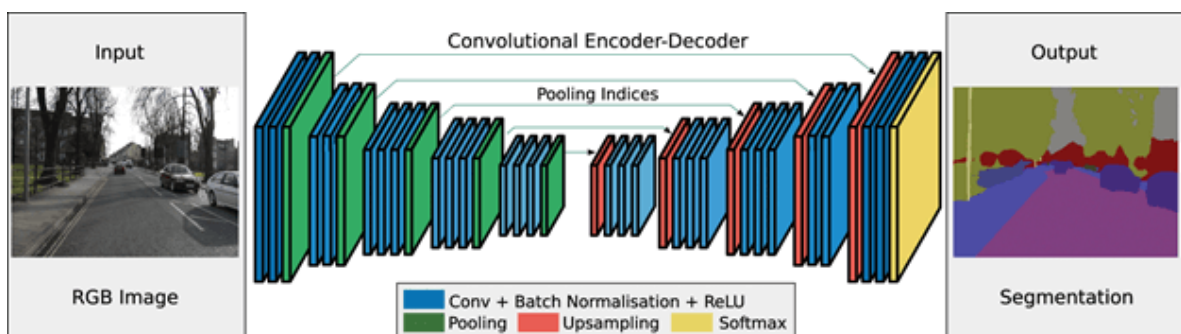 Input
RGB Image
Convolutional Encoder-Decoder
Pooling Indices
Output
Segmentation
Conv + Batch Normalisation + ReLU
Pooling Upsampling Softmax